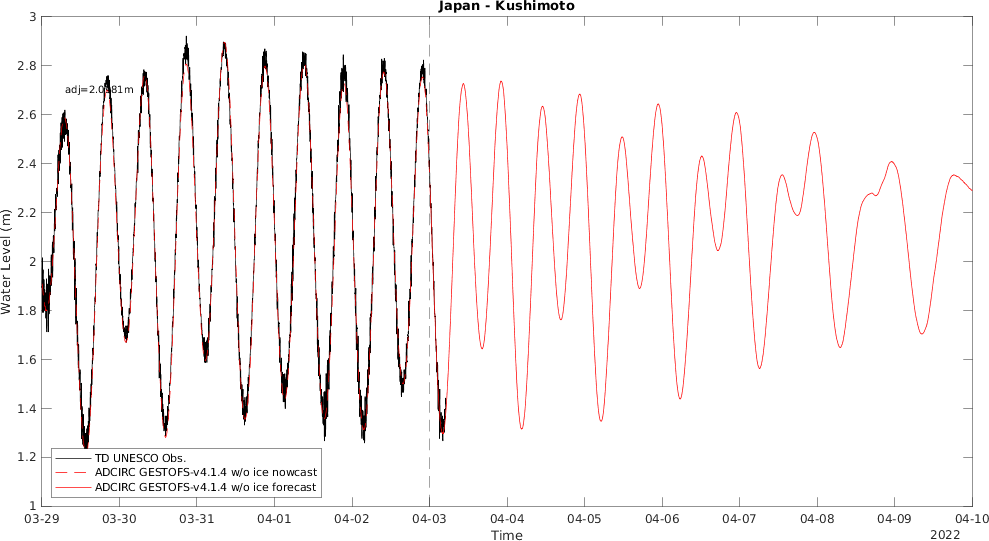 Japan - Kushimoto
3
2.8
2.6
2.4
2.2
2
1.8
1.6
1.4
1.2
1
Water Level (m)
TD UNESCO Obs.
ADCIRC GESTOFS-v4.1.4 w/o ice nowcast
ADCIRC GESTOFS-v4.1.4 w/o ice forecast
03-29 03-30 03-31 04-01 04-02 04-03 04-04 04-05 04-06 04-07 04-08 04-09 04-10
Time
2022